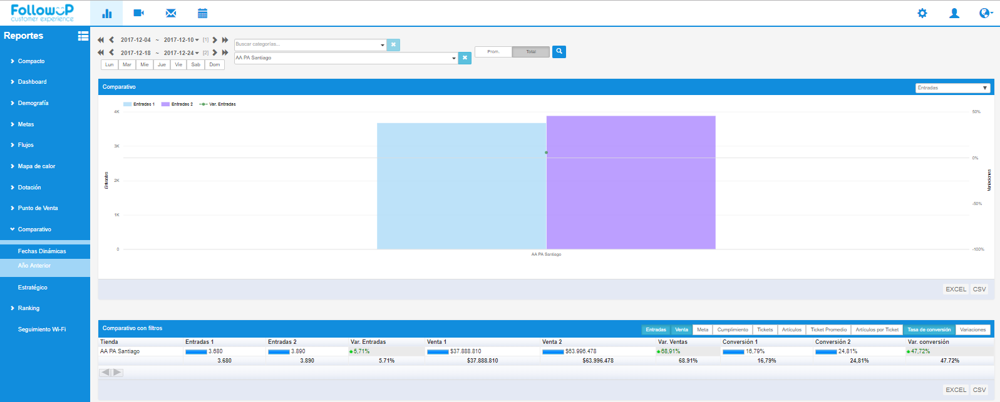 FollowUP
customer experience
Reportes
Compacto
Dashboard
Demografía
Metas
Flujos
Mapa de calor
Dotación
Punto de Venta
Comparativo
Fechas Dinámicas
Año Anterior
Estratégico
Ranking
Seguimiento Wi-Fi
2017-12-04 ~ 2017-12-10 [1]
2017-12-18 ~ 2017-12-24 [2]
Lun Mar Mie Jue Vie Sab Dom
Buscar categorías...
AA PA Santiago
Prom. Total
Comparativo
Entradas
Entradas 1 Entradas 2 Var. Entradas
4K
3K
2K
1K
0
Entradas
50%
0%
-50%
-100%
Variaciones
AA PA Santiago
EXCEL CSV
Comparativo con filtros
Entradas Venta Meta Cumplimiento Tickets Artículos Ticket Promedio Artículos por Ticket Tasa de conversión Variaciones
Tienda Entradas 1 Entradas 2 Var. Entradas Venta 1 Venta 2 Var. Ventas Conversión 1 Conversión 2 Var. conversión
AA PA Santiago 3.680 3.890 5,71% $37.888.810 $63.996.478 68,91% 16,79% 24,81% 47,72%
3.680 3.890 5.71% $37.888.810 $63.996.478 68.91% 16,79% 24,81% 47.72%
EXCEL CSV